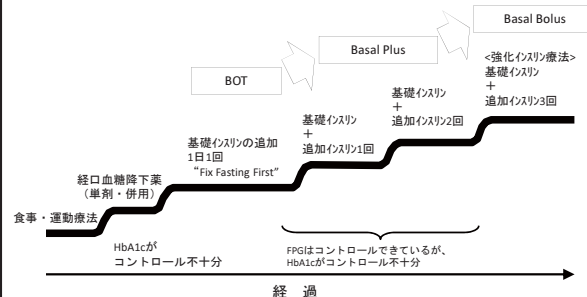 Basal Bolus
Basal Plus
BOT
<強化インスリン療法>
基礎インスリン
＋
追加インスリン3回
基礎インスリン
＋
追加インスリン2回
基礎インスリン
＋
追加インスリン1回
基礎インスリンの追加
1日1回
“Fix Fasting First”
経口血糖降下薬
（単剤・併用）
食事・運動療法
HbA1cが
コントロール不十分
FPGはコントロールできているが、
HbA1cがコントロール不十分
経　過